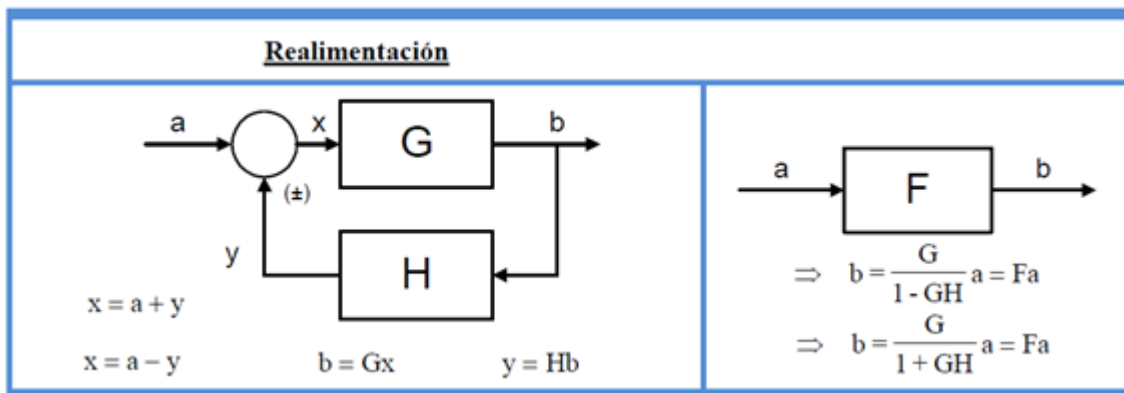 Realimentación
a
x
G
b
(±)
y
H
x = a + y
x = a – y
b = Gx
y = Hb
a
F
b
⇒ b = G / 1 - GH a = Fa
⇒ b = G / 1 + GH a = Fa